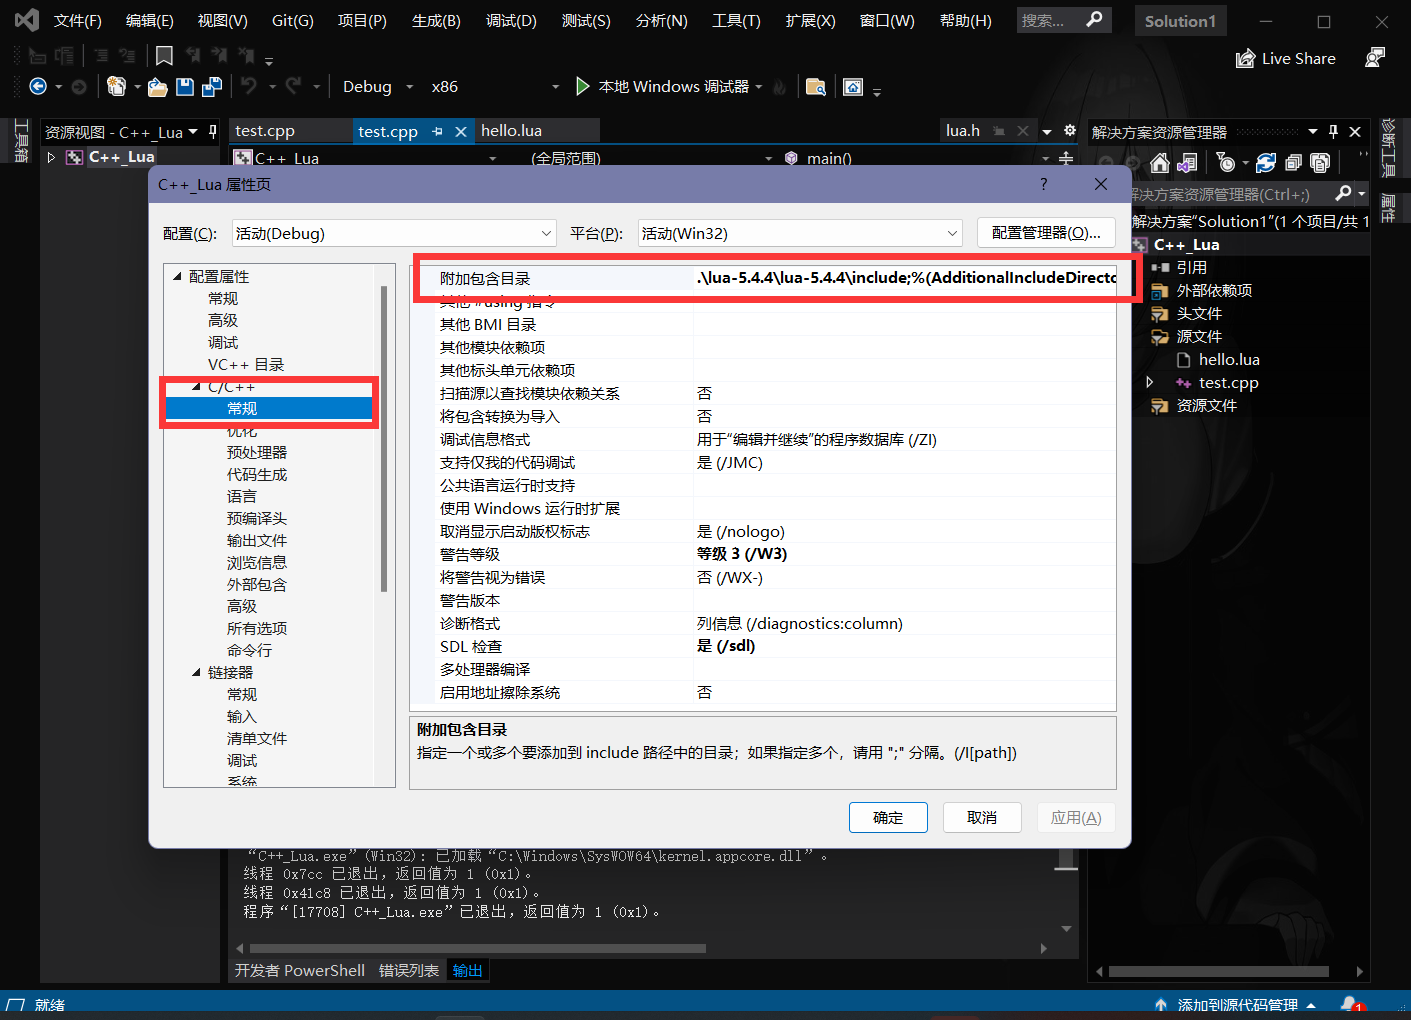 文件(F) 编辑(E) 视图(V) Git(G) 项目(P) 生成(B) 调试(D) 测试(S) 分析(N) 工具(T) 扩展(X) 窗口(W) 帮助(H) 搜索... Solution1
Live Share
Debug x86 本地 Windows 调试器
工具箱
资源视图 - C++_Lua
C++_Lua
test.cpp test.cpp hello.lua lua.h
C++_Lua (全局范围) main()
解决方案资源管理器
解决方案资源管理器(Ctrl+;)
解决方案“Solution1”(1 个项目/共 1
C++_Lua
引用
外部依赖项
头文件
源文件
hello.lua
test.cpp
资源文件
诊断工具
属性
C++_Lua 属性页 ?
配置(C): 活动(Debug) 平台(P): 活动(Win32) 配置管理器(O)...
配置属性
常规
高级
调试
VC++ 目录
C/C++
常规
优化
预处理器
代码生成
语言
预编译头
输出文件
浏览信息
外部包含
高级
所有选项
命令行
链接器
常规
输入
清单文件
调试
系统
附加包含目录 .\lua-5.4.4\lua-5.4.4\include;%(AdditionalIncludeDirecto
其他 #using 指令
其他 BMI 目录
其他模块依赖项
其他标头单元依赖项
扫描源以查找模块依赖关系 否
将包含转换为导入 否
调试信息格式 用于“编辑并继续”的程序数据库 (/ZI)
支持仅我的代码调试 是 (/JMC)
公共语言运行时支持
使用 Windows 运行时扩展
取消显示启动版权标志 是 (/nologo)
警告等级 等级 3 (/W3)
将警告视为错误 否 (/WX-)
警告版本
诊断格式 列信息 (/diagnostics:column)
SDL 检查 是 (/sdl)
多处理器编译
启用地址擦除系统 否
附加包含目录
指定一个或多个要添加到 include 路径中的目录；如果指定多个，请用 ";" 分隔。(/I[path])
确定 取消 应用(A)
“C++_Lua.exe”(Win32): 已加载“C:\Windows\SysWOW64\kernel.appcore.dll”。
线程 0x7cc 已退出，返回值为 1 (0x1)。
线程 0x41c8 已退出，返回值为 1 (0x1)。
程序“[17708] C++_Lua.exe”已退出，返回值为 1 (0x1)。
开发者 PowerShell 错误列表 输出
就绪 添加到源代码管理 1